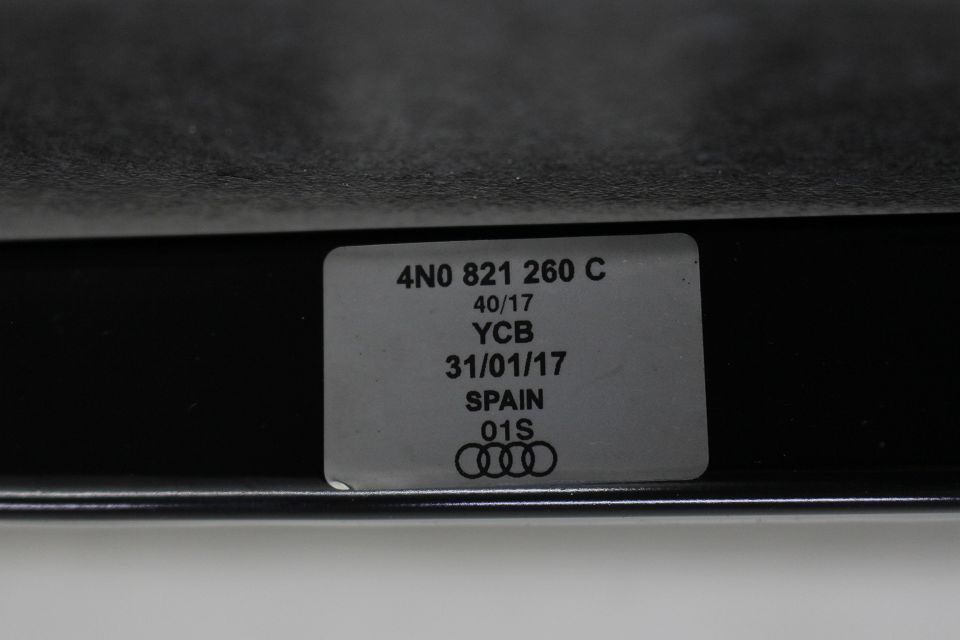 4N0 821 260 C
40/17
YCB
31/01/17
SPAIN
01S